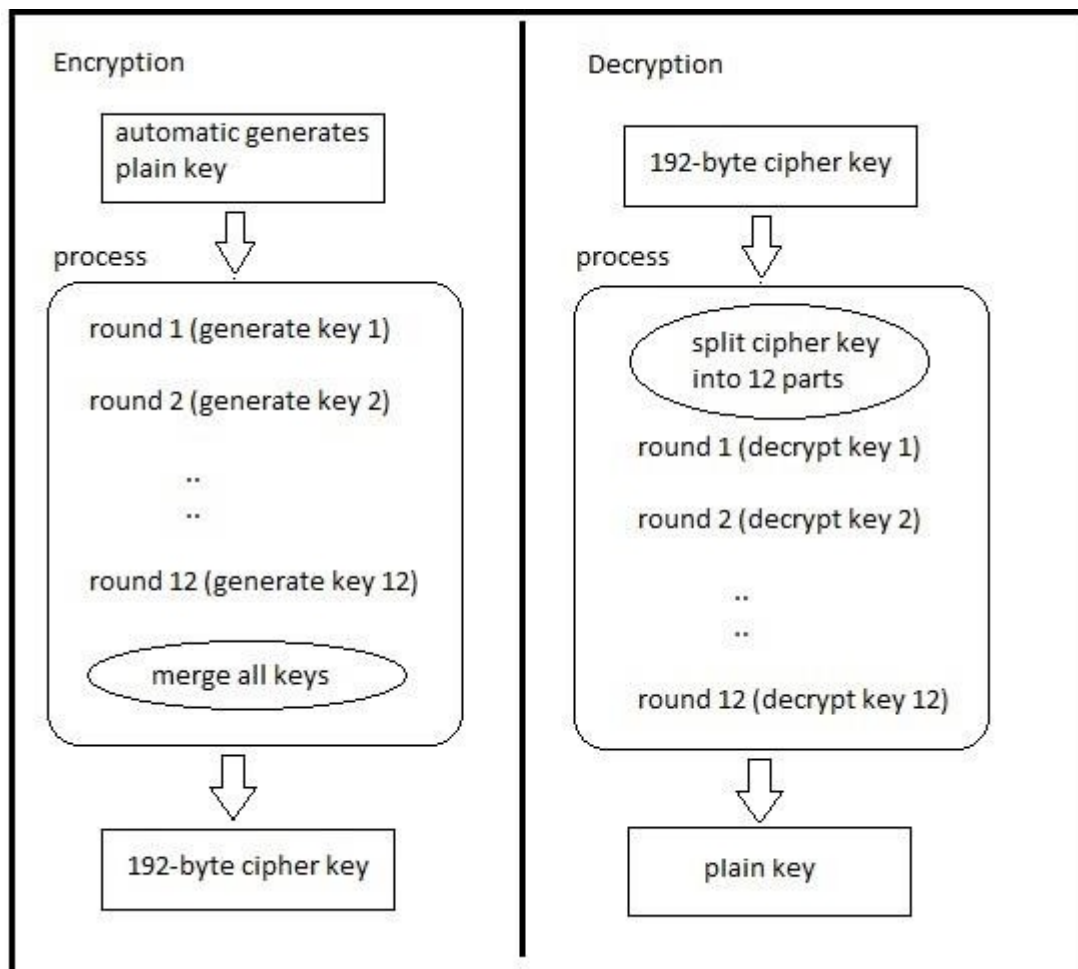 Encryption
automatic generates
plain key
process
round 1 (generate key 1)
round 2 (generate key 2)
..
..
round 12 (generate key 12)
merge all keys
192-byte cipher key
Decryption
192-byte cipher key
process
split cipher key
into 12 parts
round 1 (decrypt key 1)
round 2 (decrypt key 2)
..
..
round 12 (decrypt key 12)
plain key